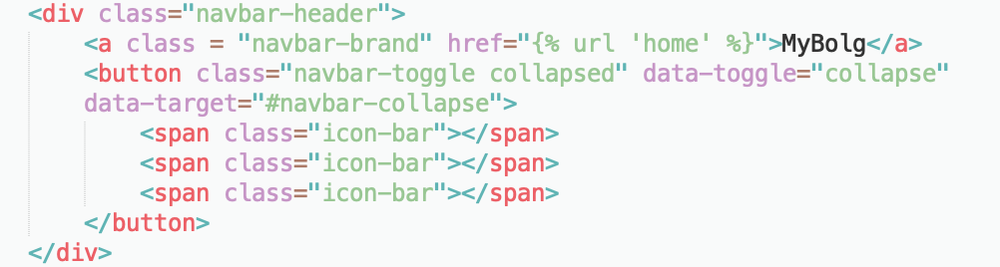 <div class="navbar-header">
<a class = "navbar-brand" href="{% url 'home' %}">MyBolg</a>
<button class="navbar-toggle collapsed" data-toggle="collapse"
data-target="#navbar-collapse">
<span class="icon-bar"></span>
<span class="icon-bar"></span>
<span class="icon-bar"></span>
</button>
</div>